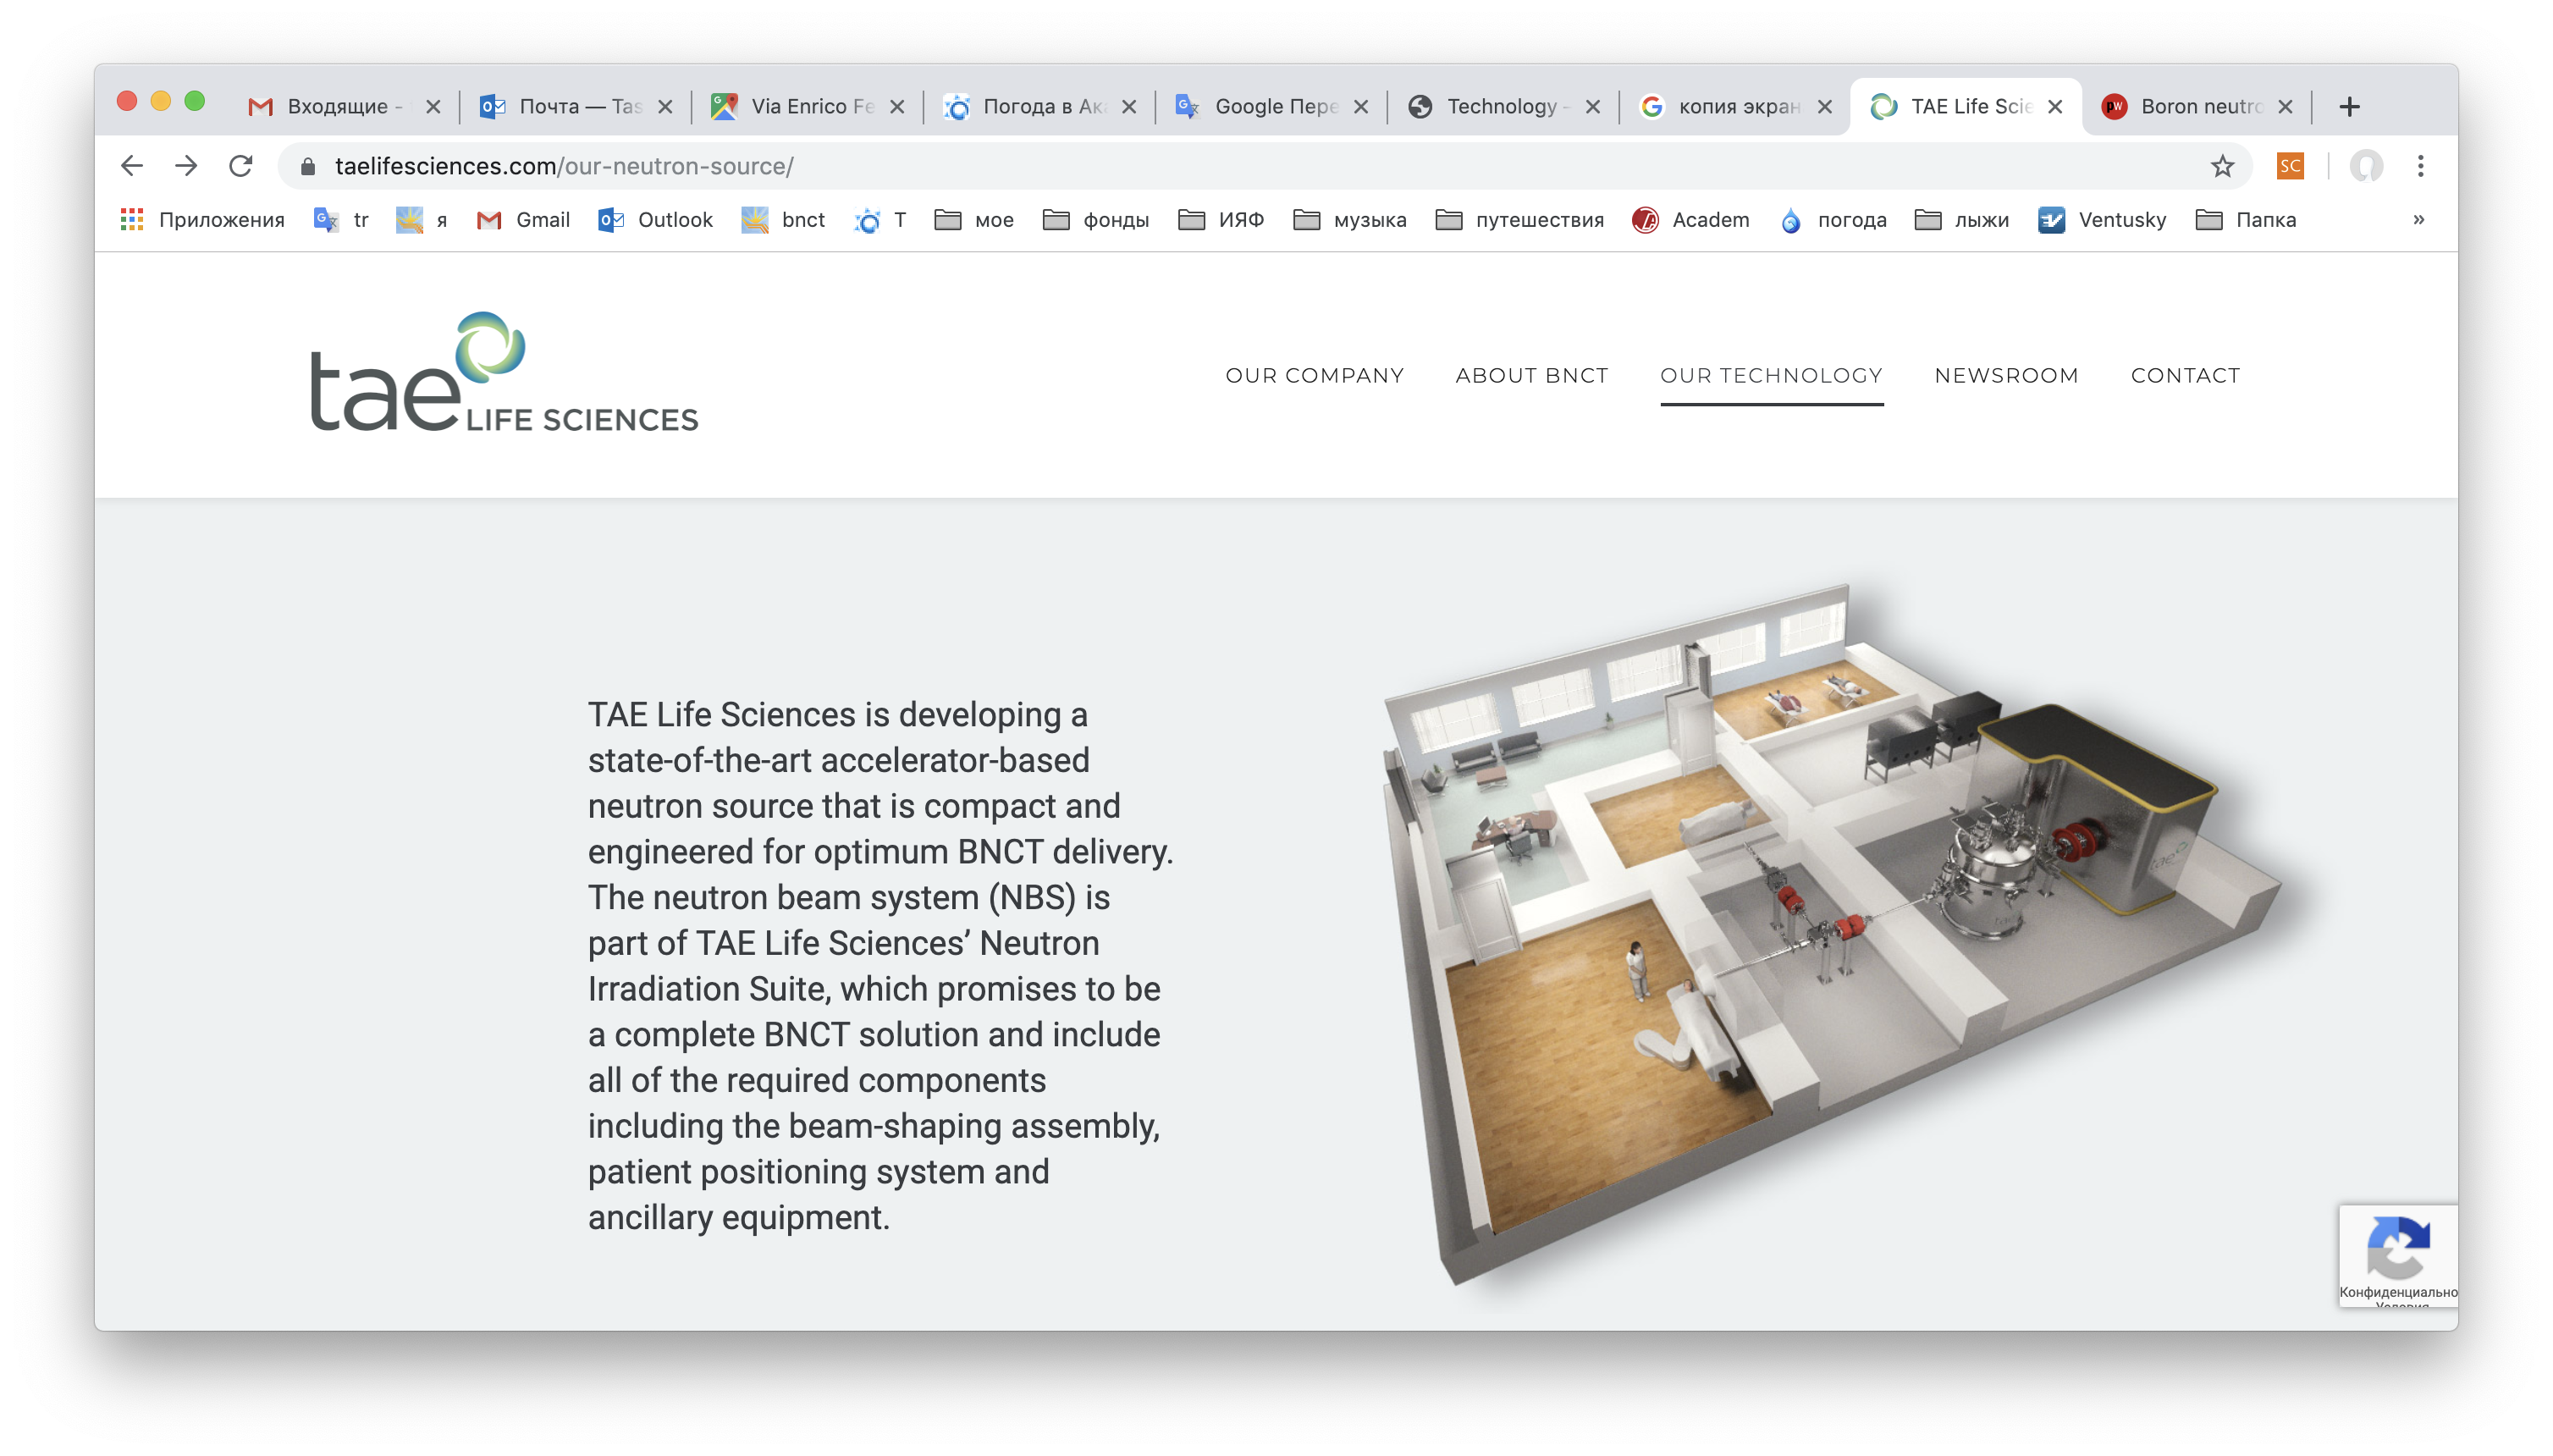 Входящие -
Почта — Tas
Via Enrico Fe
Погода в Ака
Google Пере
Technology -
копия экран
TAE Life Scie
Boron neutro
taelifesciences.com/our-neutron-source/
SC
Приложения
tr
я
Gmail
Outlook
bnct
T
мое
фонды
ИЯФ
музыка
путешествия
Academ
погода
лыжи
Ventusky
Папка
»
tae LIFE SCIENCES
OUR COMPANY
ABOUT BNCT
OUR TECHNOLOGY
NEWSROOM
CONTACT
TAE Life Sciences is developing a
state-of-the-art accelerator-based
neutron source that is compact and
engineered for optimum BNCT delivery.
The neutron beam system (NBS) is
part of TAE Life Sciences’ Neutron
Irradiation Suite, which promises to be
a complete BNCT solution and include
all of the required components
including the beam-shaping assembly,
patient positioning system and
ancillary equipment.
tae
Конфиденциально
Условия